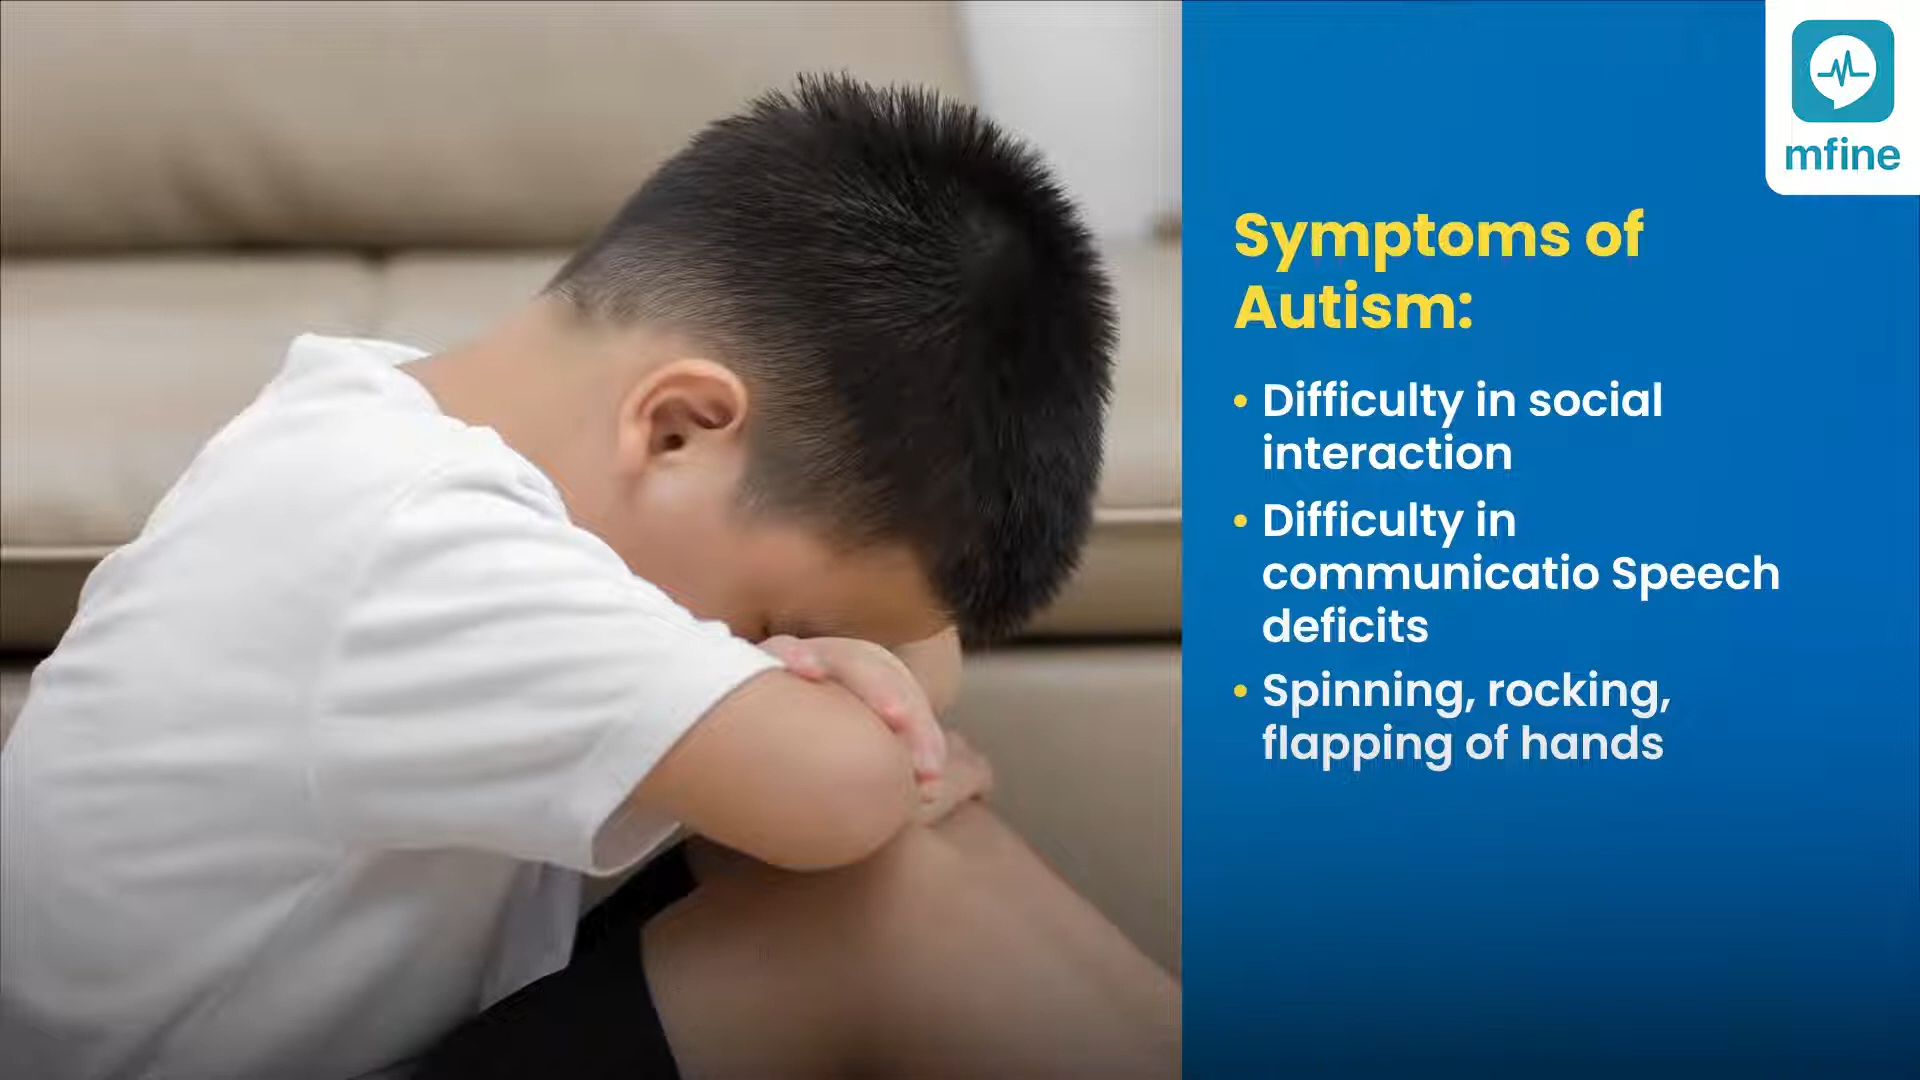 mfine
Symptoms of
Autism:
• Difficulty in social
interaction
• Difficulty in
communicatio Speech
deficits
• Spinning, rocking,
flapping of hands